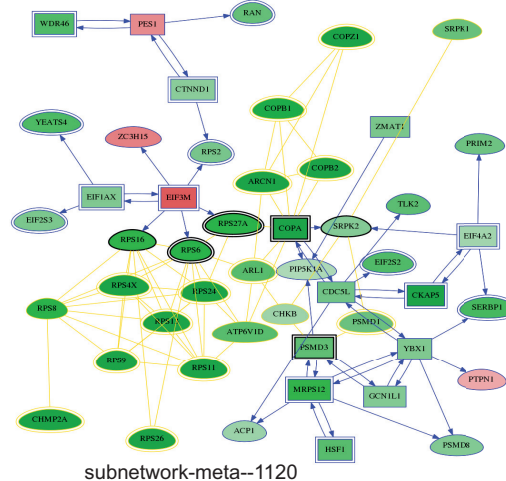 RAN
WDR46
PES1
COPZ1
SRPK1
CTNND1
COPB1
YEATS4
ZC3H15
ZMAT1
PRIM2
RPS2
COPB2
ARCN1
TLK2
EIF1AX
EIF3M
EIF2S3
RPS27A
COPA
SRPK2
EIF4A2
RPS16
RPS6
EIF2S2
ARL1
PIP5K1A
RPS4X
RPS24
CDC5L
CKAP5
SERBP1
RPS8
CHKB
PSMD1
ATP6V1D
PSMD3
YBX1
RPS9
RPS11
PTPN1
MRPS12
GCN1L1
CHMP2A
ACP1
RPS26
HSF1
PSMD8
subnetwork-meta--1120